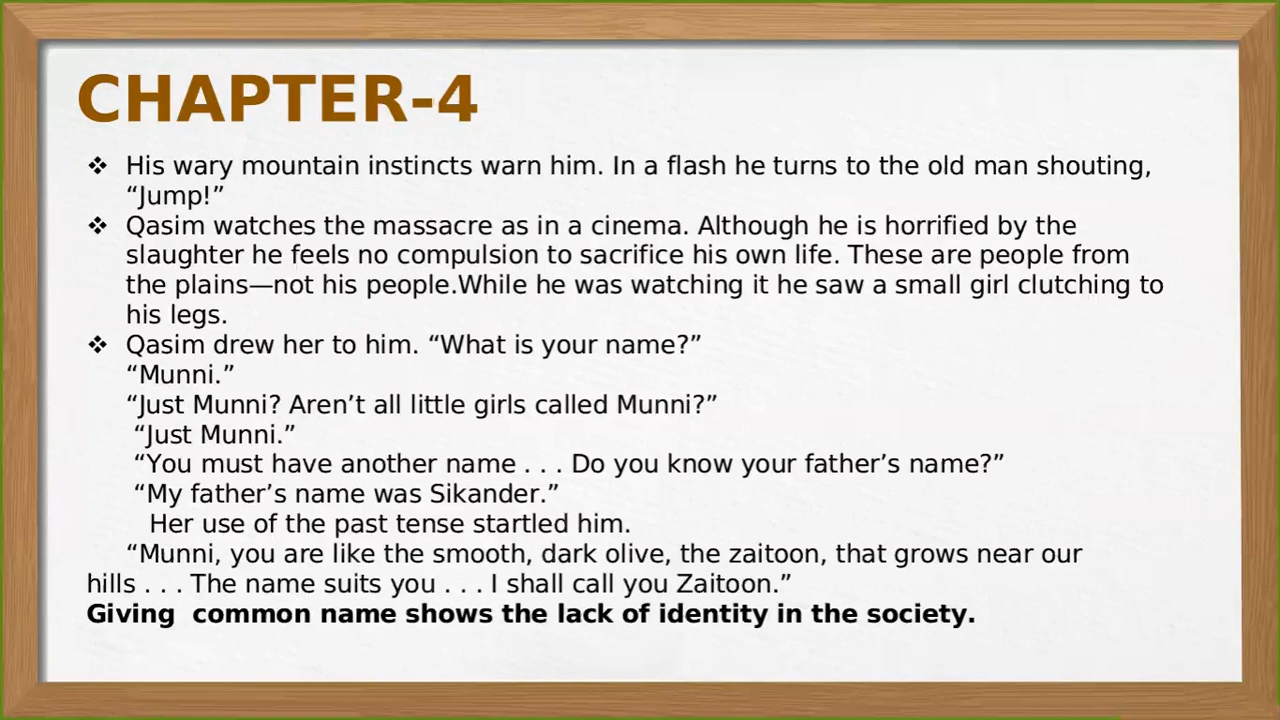 CHAPTER-4
❖ His wary mountain instincts warn him. In a flash he turns to the old man shouting,
“Jump!”
❖ Qasim watches the massacre as in a cinema. Although he is horrified by the
slaughter he feels no compulsion to sacrifice his own life. These are people from
the plains—not his people.While he was watching it he saw a small girl clutching to
his legs.
❖ Qasim drew her to him. “What is your name?”
“Munni.”
“Just Munni? Aren’t all little girls called Munni?”
“Just Munni.”
“You must have another name . . . Do you know your father’s name?”
“My father’s name was Sikander.”
Her use of the past tense startled him.
“Munni, you are like the smooth, dark olive, the zaitoon, that grows near our
hills . . . The name suits you . . . I shall call you Zaitoon.”
Giving  common name shows the lack of identity in the society.